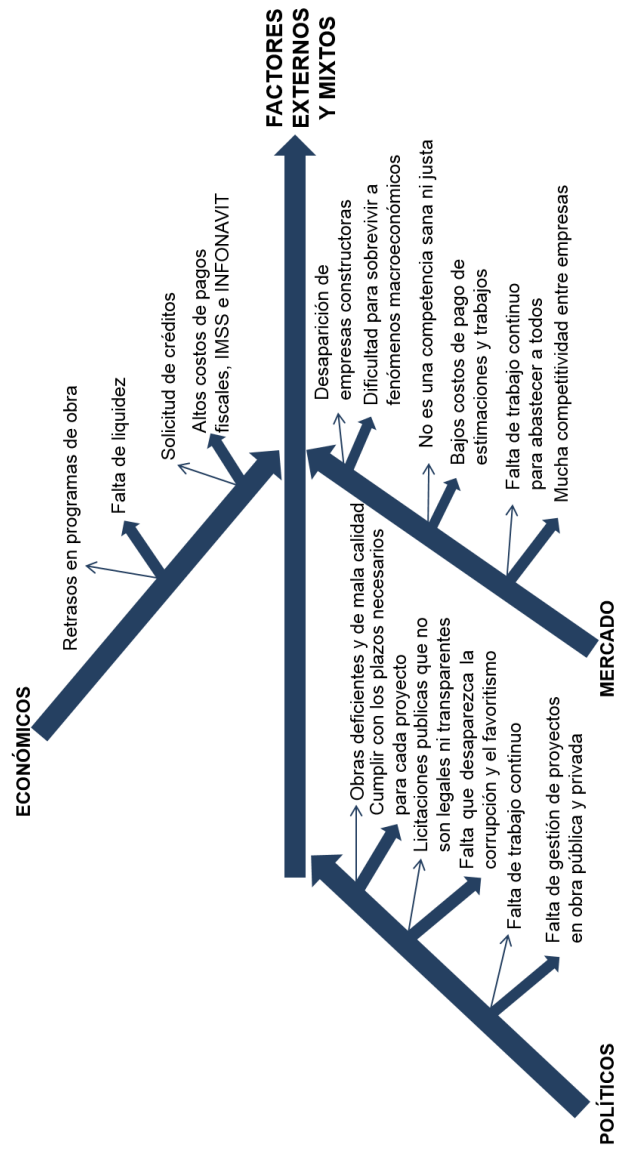 ECONÓMICOS
Retrasos en programas de obra
Falta de liquidez
Solicitud de créditos
Altos costos de pagos
fiscales, IMSS e INFONAVIT
FACTORES
EXTERNOS
Y MIXTOS
Obras deficientes y de mala calidad
Cumplir con los plazos necesarios
para cada proyecto
Licitaciones publicas que no
son legales ni transparentes
Falta que desaparezca la
corrupción y el favoritismo
Falta de trabajo continuo
Falta de gestión de proyectos
en obra pública y privada
POLÍTICOS
Desaparición de
empresas constructoras
Dificultad para sobrevivir a
fenómenos macroeconómicos
No es una competencia sana ni justa
Bajos costos de pago de
estimaciones y trabajos
Falta de trabajo continuo
para abastecer a todos
Mucha competitividad entre empresas
MERCADO